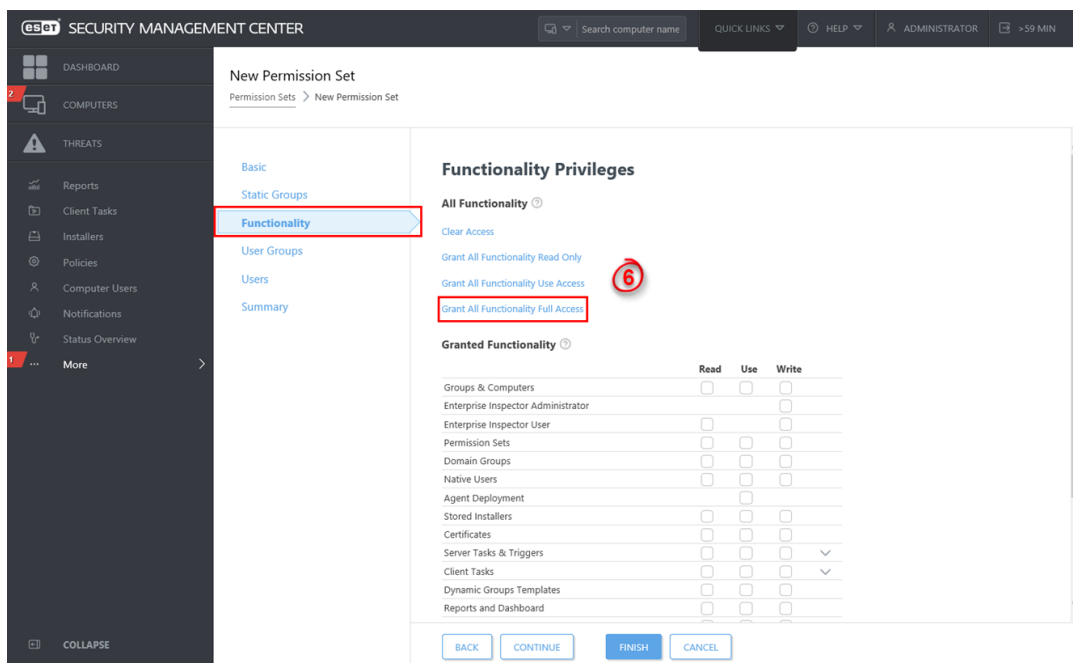 eset SECURITY MANAGEMENT CENTER
Search computer name
QUICK LINKS
HELP
ADMINISTRATOR
>59 MIN
DASHBOARD
2
COMPUTERS
THREATS
Reports
Client Tasks
Installers
Policies
Computer Users
Notifications
Status Overview
1
More
COLLAPSE
New Permission Set
Permission Sets > New Permission Set
Basic
Static Groups
Functionality
User Groups
Users
Summary
Functionality Privileges
All Functionality
Clear Access
Grant All Functionality Read Only
Grant All Functionality Use Access
6
Grant All Functionality Full Access
Granted Functionality
Read Use Write
Groups & Computers
Enterprise Inspector Administrator
Enterprise Inspector User
Permission Sets
Domain Groups
Native Users
Agent Deployment
Stored Installers
Certificates
Server Tasks & Triggers
Client Tasks
Dynamic Groups Templates
Reports and Dashboard
BACK CONTINUE FINISH CANCEL